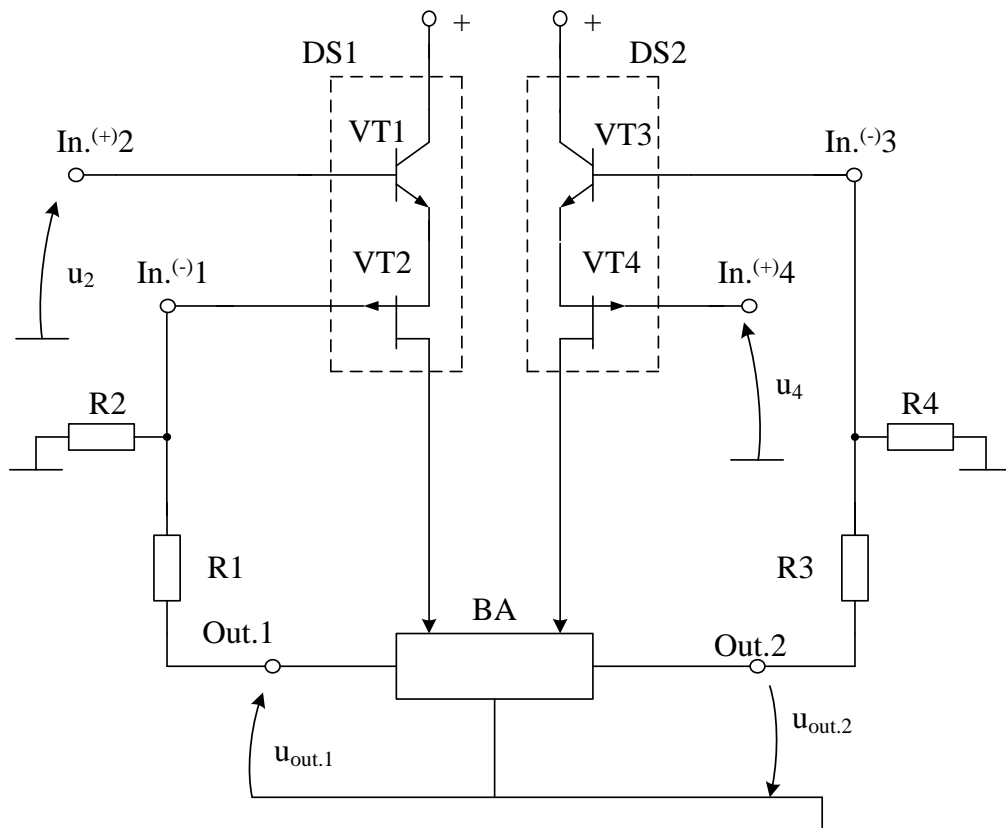 + +
DS1 DS2
VT1 VT3
In.(+)2 In.(-)3
u2 In.(-)1 VT2 VT4 In.(+)4
u4
R2 R4
R1 R3
BA
Out.1 Out.2
uout.1 uout.2